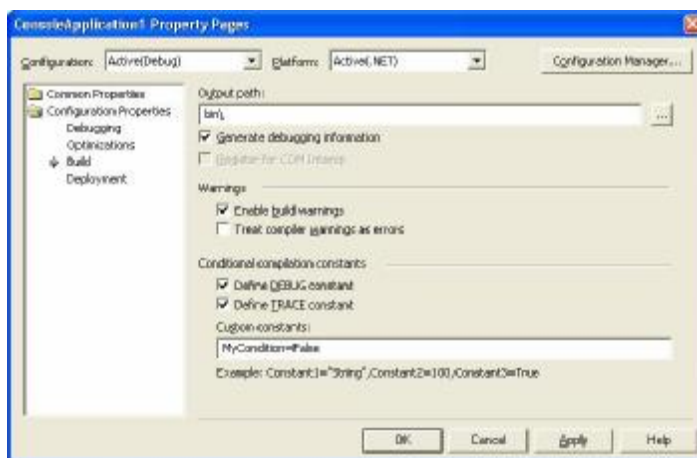 ConsoleApplication1 Property Pages
Configuration: Active(Debug) Platform: Active(.NET) Configuration Manager...
Common Properties
Configuration Properties
Debugging
Optimizations
Build
Deployment
Output path:
bin\
...
Generate debugging information
Register for COM Interop
Warnings
Enable build warnings
Treat compiler warnings as errors
Conditional compilation constants
Define DEBUG constant
Define TRACE constant
Custom constants:
MyCondition=False
Example: Constant1="String",Constant2=100,Constant3=True
OK Cancel Apply Help